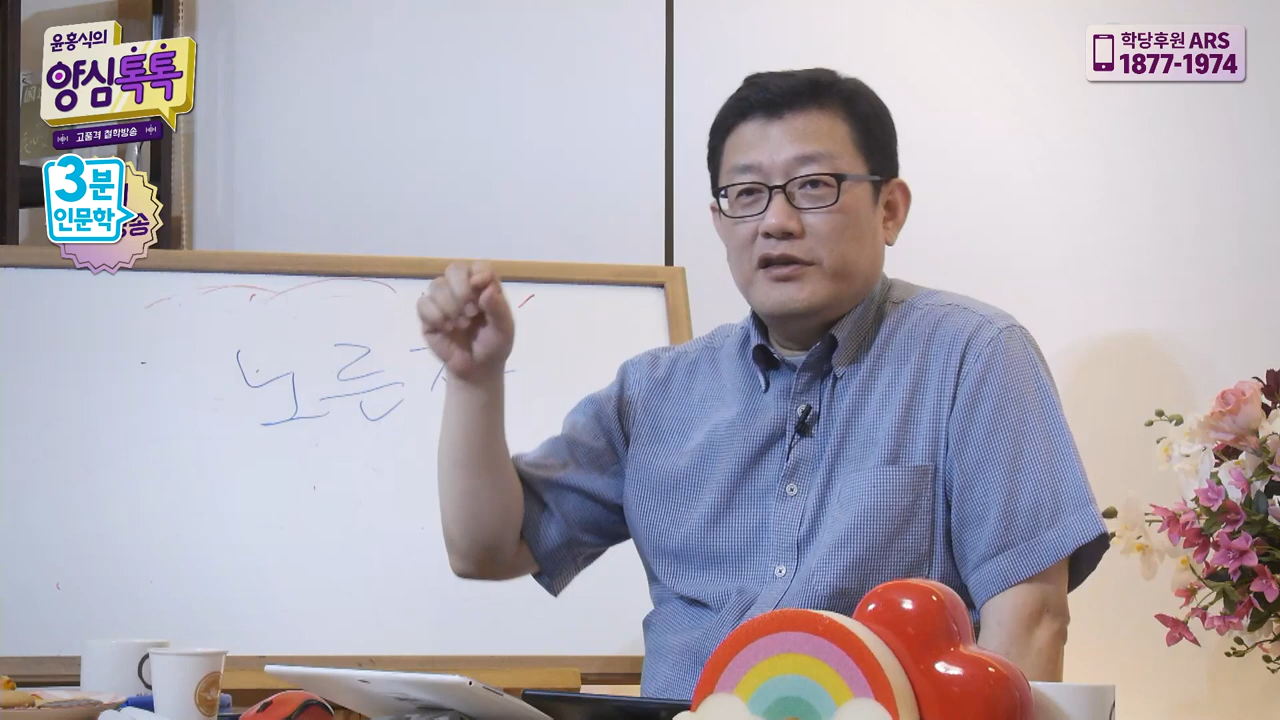 윤홍식의
양심톡톡
고품격 철학방송
3분
인문학
송
학당후원 ARS
1877-1974
노른